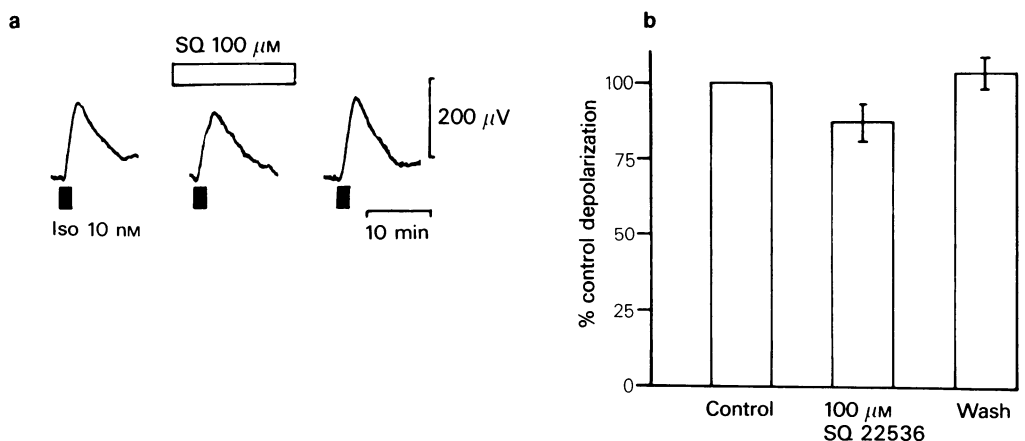 a
SQ 100 µM
200 µV
Iso 10 nM
10 min
b
% control depolarization
100
75
50
25
0
Control
100 µM
SQ 22536
Wash